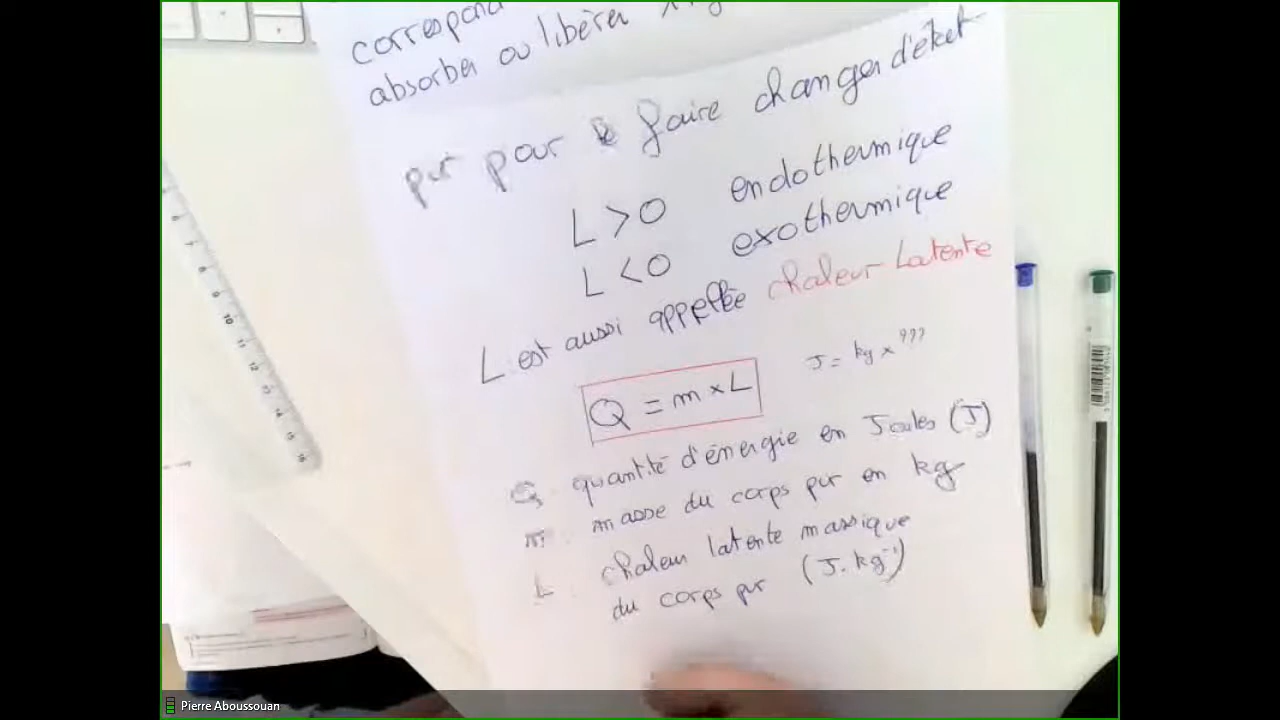 correspond
absorber ou libérer
pur pour le faire changer d'état
L > 0 endothermique
L < 0 exothermique
L est aussi appellée chaleur Latente
Q = m × L
J = kg × ???
Q : quantité d'énergie en Joules (J)
m : masse du corps pur en kg
L : chaleur latente massique
du corps pur (J.kg⁻¹)
Pierre Aboussouan